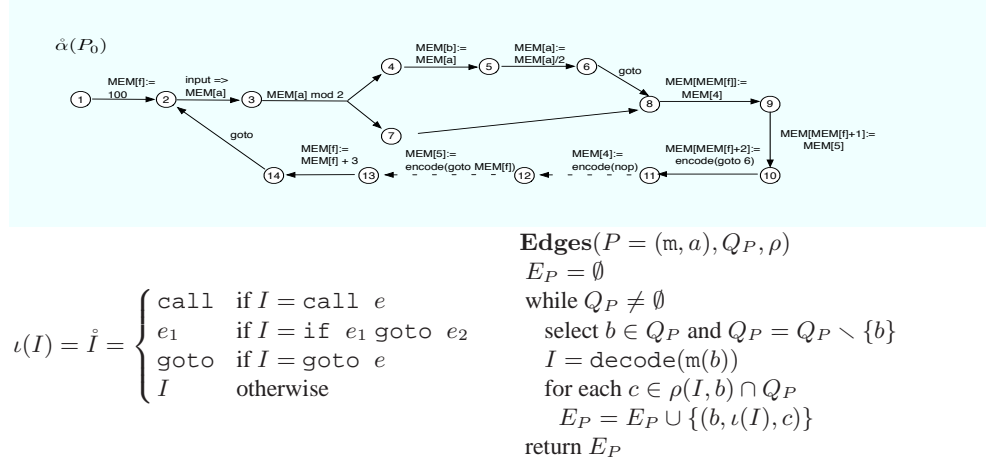 α̊(P₀)
MEM[f]:=
100
input =>
MEM[a]
MEM[a] mod 2
MEM[b]:=
MEM[a]
MEM[a]:=
MEM[a]/2
goto
MEM[MEM[f]]:=
MEM[4]
MEM[MEM[f]+1]:=
MEM[5]
1 2 3 4 5 6 7 8 9
goto
MEM[f]:=
MEM[f] + 3
MEM[5]:=
encode(goto MEM[f])
MEM[4]:=
encode(nop)
MEM[MEM[f]+2]:=
encode(goto 6)
14 13 12 11 10
ι(I) = I̊ = { call if I = call e
e₁ if I = if e₁ goto e₂
goto if I = goto e
I otherwise
Edges(P = (m, a), Q_P, ρ)
E_P = ∅
while Q_P ≠ ∅
select b ∈ Q_P and Q_P = Q_P ∖ {b}
I = decode(m(b))
for each c ∈ ρ(I, b) ∩ Q_P
E_P = E_P ∪ {(b, ι(I), c)}
return E_P